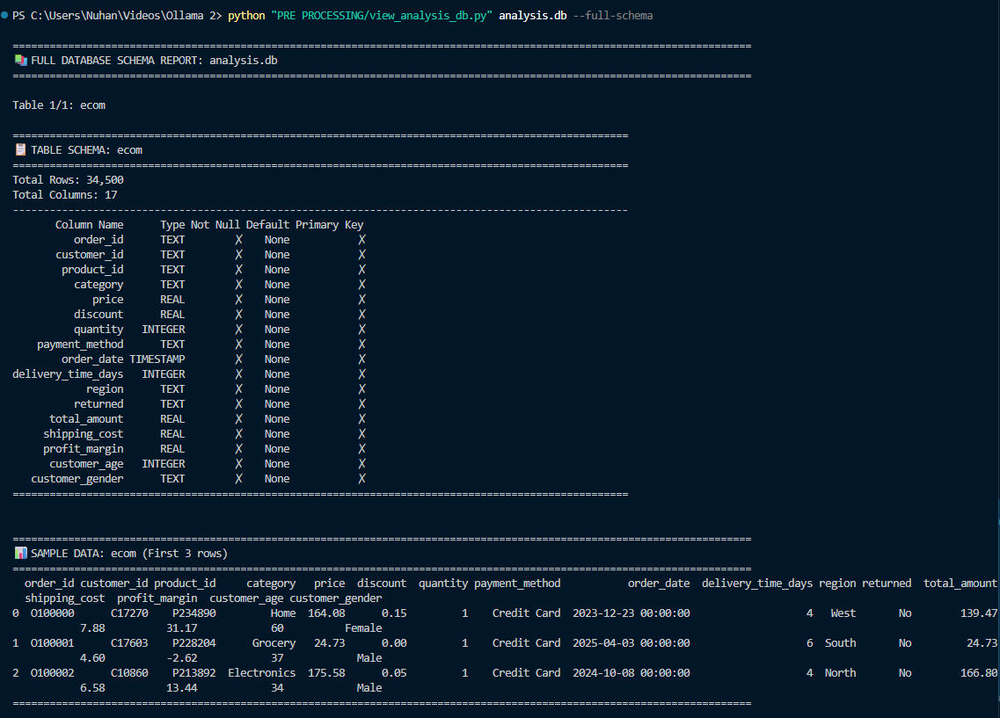 PS C:\Users\Nuhan\Videos\Ollama 2> python "PRE PROCESSING/view_analysis_db.py" analysis.db --full-schema
========================================================================================================================
📚 FULL DATABASE SCHEMA REPORT: analysis.db
========================================================================================================================
Table 1/1: ecom
====================================================================================================
📋 TABLE SCHEMA: ecom
====================================================================================================
Total Rows: 34,500
Total Columns: 17
----------------------------------------------------------------------------------------------------
Column Name Type Not Null Default Primary Key
order_id TEXT ✗ None ✗
customer_id TEXT ✗ None ✗
product_id TEXT ✗ None ✗
category TEXT ✗ None ✗
price REAL ✗ None ✗
discount REAL ✗ None ✗
quantity INTEGER ✗ None ✗
payment_method TEXT ✗ None ✗
order_date TIMESTAMP ✗ None ✗
delivery_time_days INTEGER ✗ None ✗
region TEXT ✗ None ✗
returned TEXT ✗ None ✗
total_amount REAL ✗ None ✗
shipping_cost REAL ✗ None ✗
profit_margin REAL ✗ None ✗
customer_age INTEGER ✗ None ✗
customer_gender TEXT ✗ None ✗
====================================================================================================
========================================================================================================================
📊 SAMPLE DATA: ecom (First 3 rows)
========================================================================================================================
order_id customer_id product_id category price discount quantity payment_method order_date delivery_time_days region returned total_amount
shipping_cost profit_margin customer_age customer_gender
0 O100000 C17270 P234890 Home 164.08 0.15 1 Credit Card 2023-12-23 00:00:00 4 West No 139.47
7.88 31.17 60 Female
1 O100001 C17603 P228204 Grocery 24.73 0.00 1 Credit Card 2025-04-03 00:00:00 6 South No 24.73
4.60 -2.62 37 Male
2 O100002 C10860 P213892 Electronics 175.58 0.05 1 Credit Card 2024-10-08 00:00:00 4 North No 166.80
6.58 13.44 34 Male
========================================================================================================================